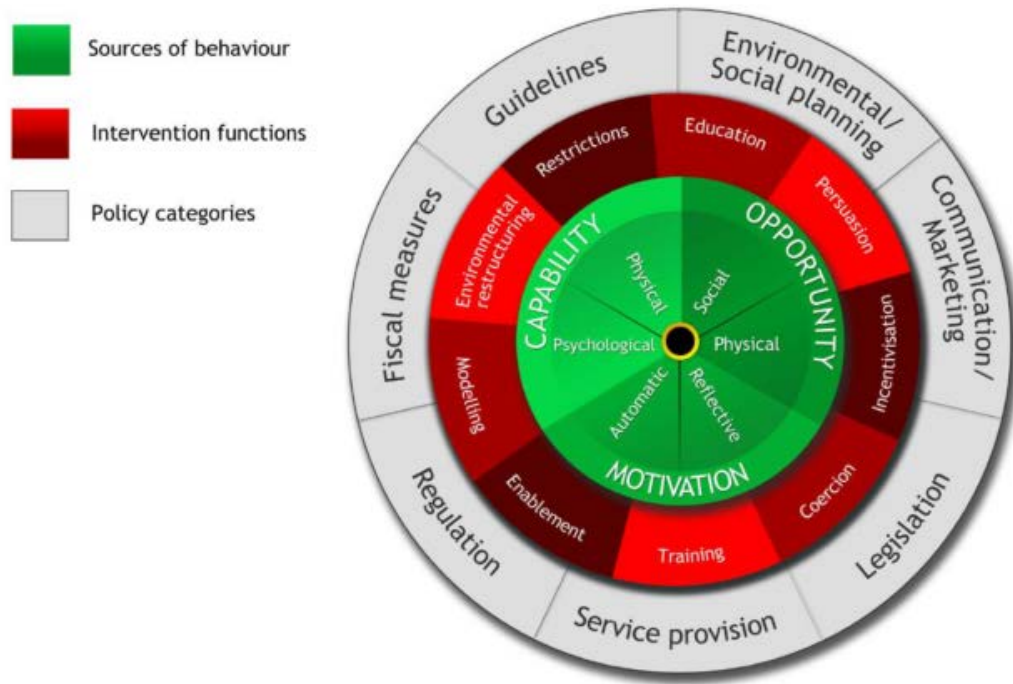 Sources of behaviour
Intervention functions
Policy categories
Guidelines
Environmental/
Social planning
Communication/
Marketing
Legislation
Service provision
Regulation
Fiscal measures
Restrictions
Education
Persuasion
Incentivisation
Coercion
Training
Enablement
Modelling
Environmental
restructuring
CAPABILITY
OPPORTUNITY
MOTIVATION
Physical
Social
Physical
Reflective
Automatic
Psychological